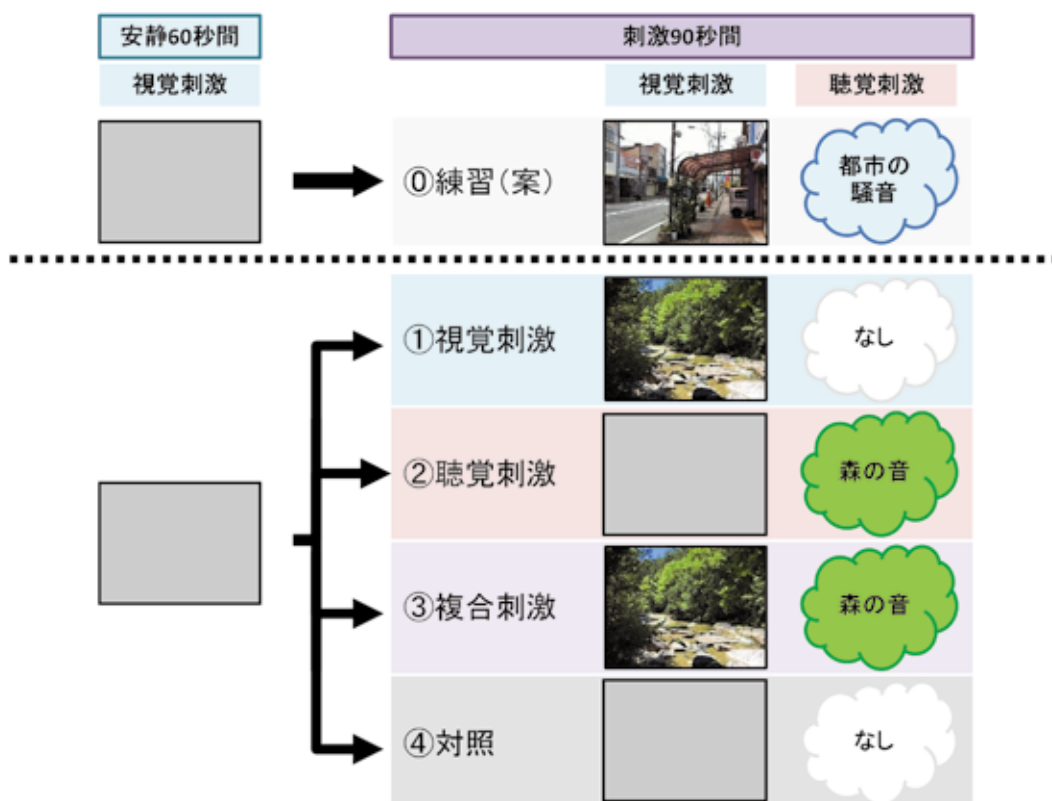 安静60秒間
刺激90秒間
視覚刺激
視覚刺激
聴覚刺激
⓪練習(案)
都市の
騒音
①視覚刺激
なし
②聴覚刺激
森の音
③複合刺激
森の音
④対照
なし